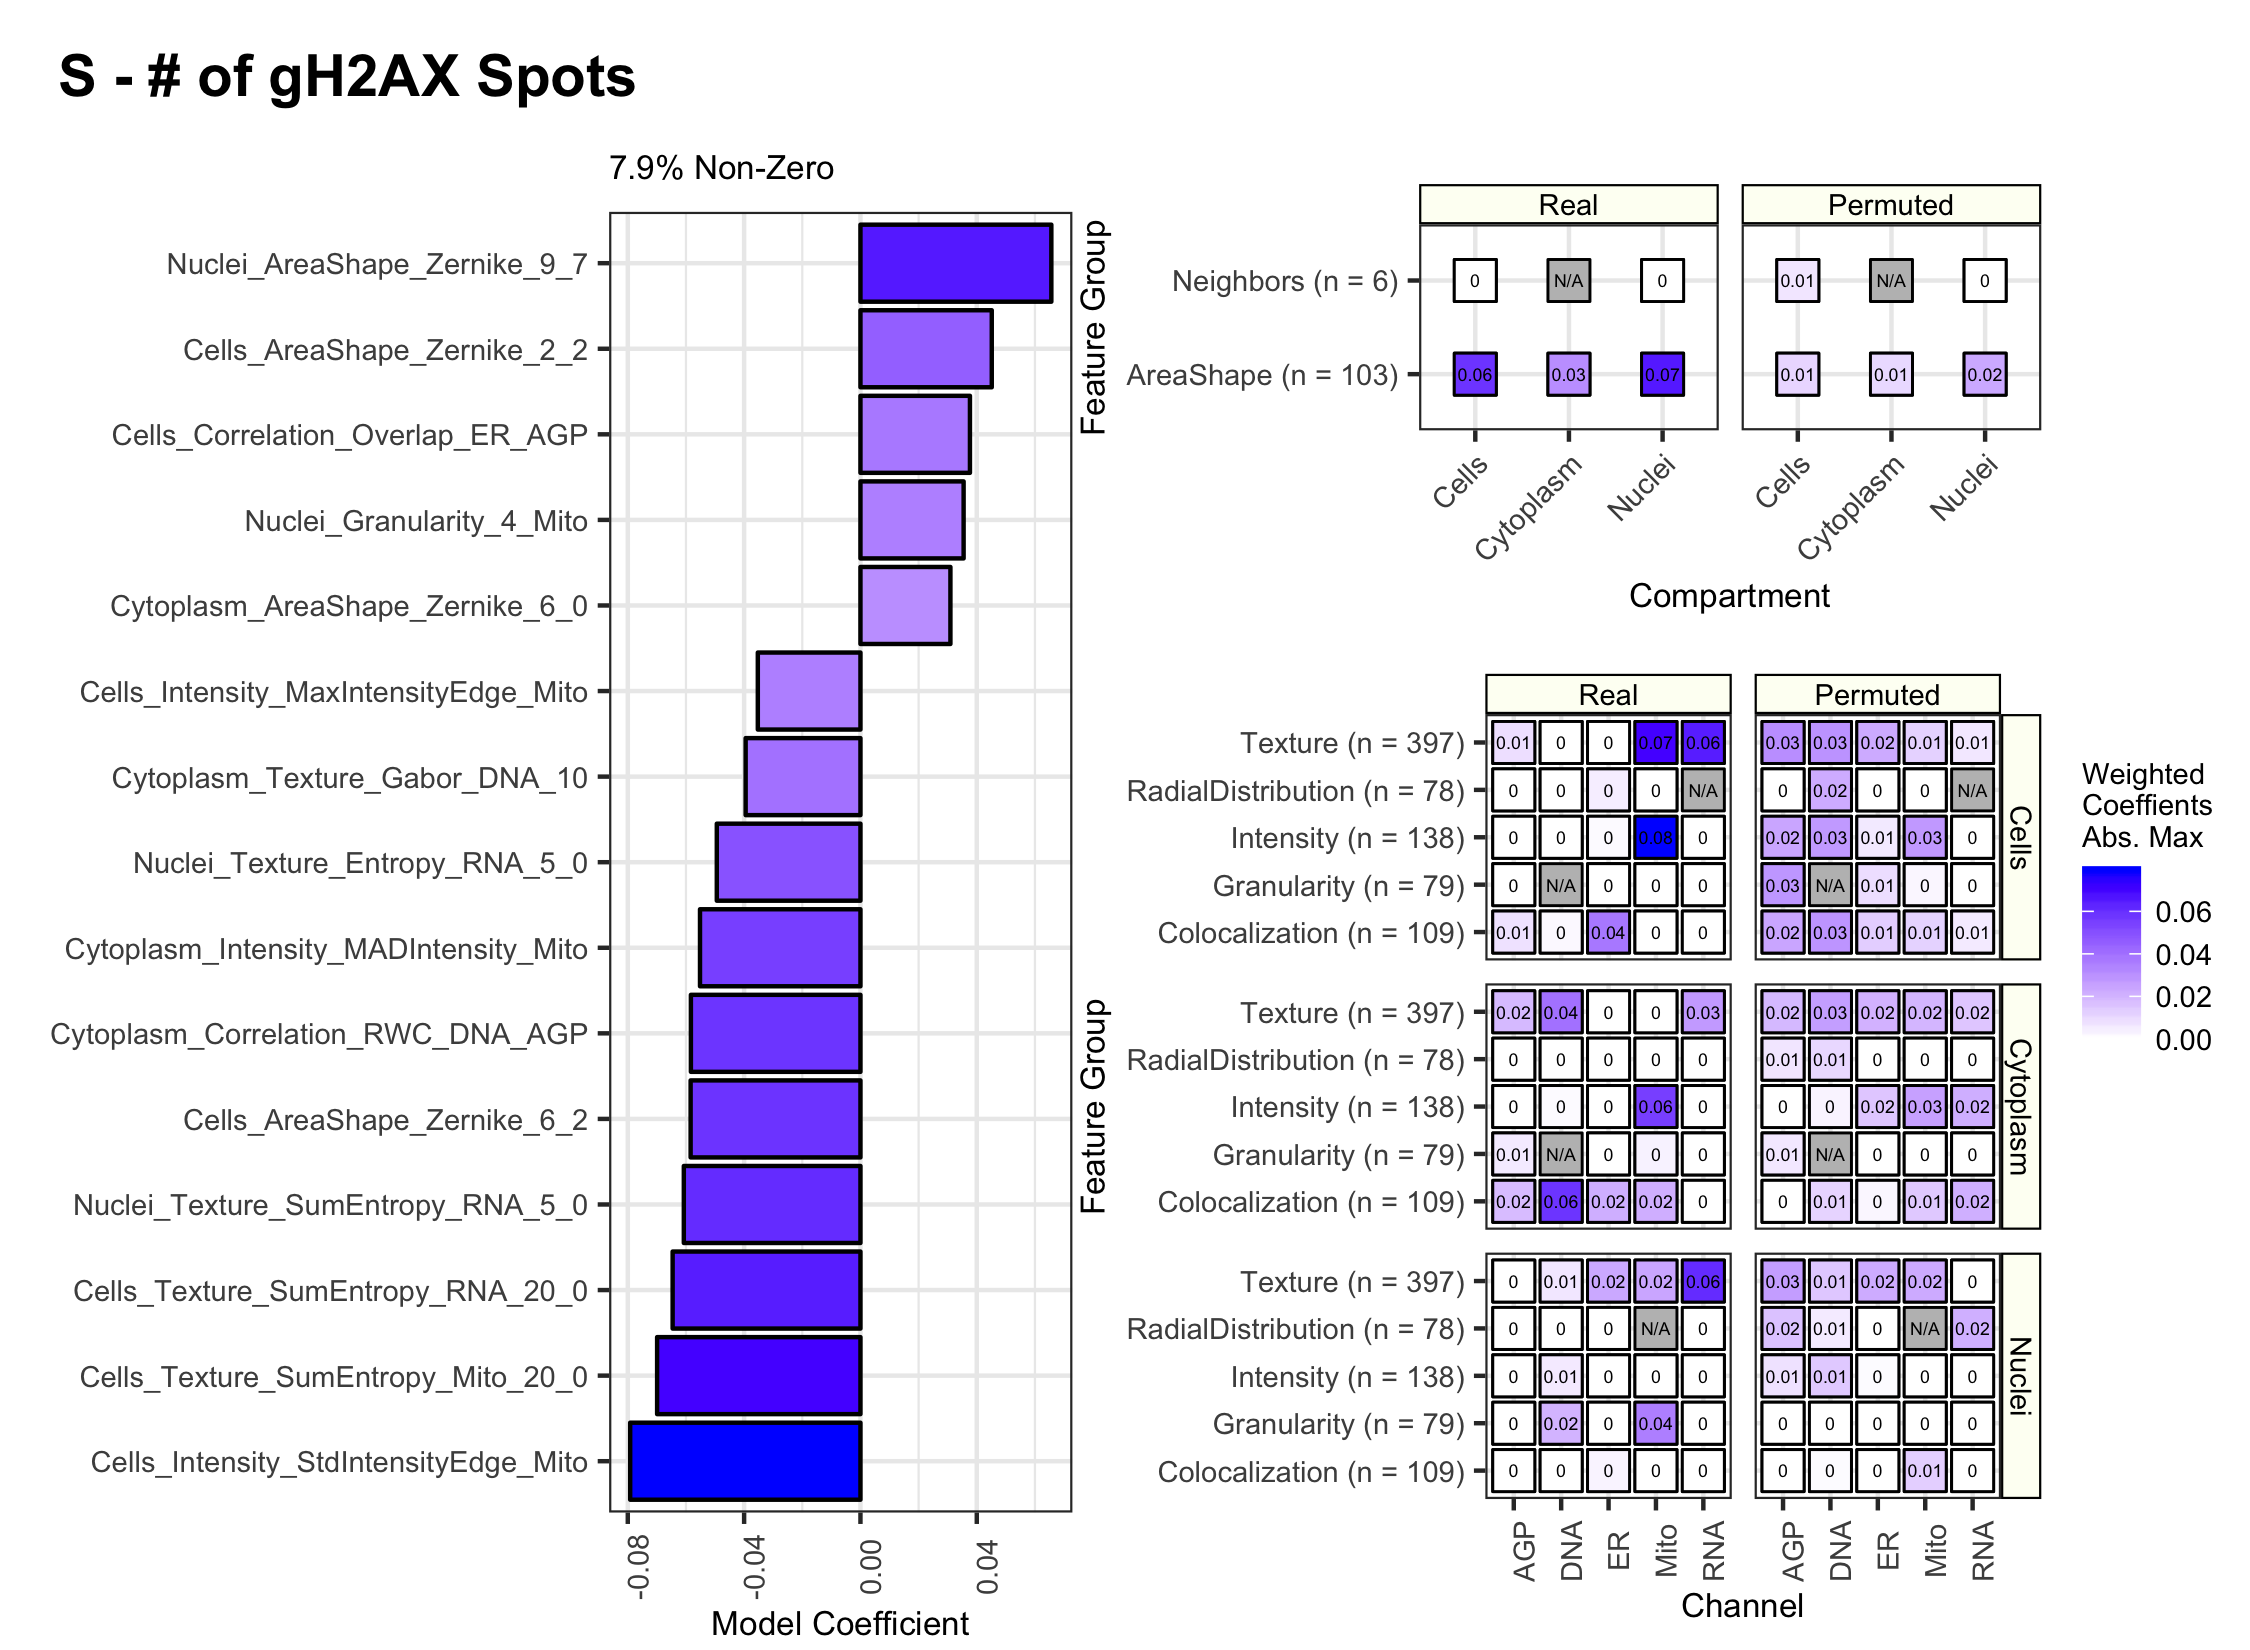 S - # of gH2AX Spots
7.9% Non-Zero
Nuclei_AreaShape_Zernike_9_7
Cells_AreaShape_Zernike_2_2
Cells_Correlation_Overlap_ER_AGP
Nuclei_Granularity_4_Mito
Cytoplasm_AreaShape_Zernike_6_0
Cells_Intensity_MaxIntensityEdge_Mito
Cytoplasm_Texture_Gabor_DNA_10
Nuclei_Texture_Entropy_RNA_5_0
Cytoplasm_Intensity_MADIntensity_Mito
Cytoplasm_Correlation_RWC_DNA_AGP
Cells_AreaShape_Zernike_6_2
Nuclei_Texture_SumEntropy_RNA_5_0
Cells_Texture_SumEntropy_RNA_20_0
Cells_Texture_SumEntropy_Mito_20_0
Cells_Intensity_StdIntensityEdge_Mito
-0.08 -0.04 0.00 0.04
Model Coefficient
Feature Group
Real Permuted
Neighbors (n = 6) 0 N/A 0 0.01 N/A 0
AreaShape (n = 103) 0.06 0.03 0.07 0.01 0.01 0.02
Cells Cytoplasm Nuclei Cells Cytoplasm Nuclei
Compartment
Feature Group
Real Permuted
Texture (n = 397) 0.01 0 0 0.07 0.06 0.03 0.03 0.02 0.01 0.01
RadialDistribution (n = 78) 0 0 0 0 N/A 0 0.02 0 0 N/A
Intensity (n = 138) 0 0 0 0.08 0 0.02 0.03 0.01 0.03 0
Granularity (n = 79) 0 N/A 0 0 0 0.03 N/A 0.01 0 0
Colocalization (n = 109) 0.01 0 0.04 0 0 0.02 0.03 0.01 0.01 0.01
Cells
Texture (n = 397) 0.02 0.04 0 0 0.03 0.02 0.03 0.02 0.02 0.02
RadialDistribution (n = 78) 0 0 0 0 0 0.01 0.01 0 0 0
Intensity (n = 138) 0 0 0 0.06 0 0 0 0.02 0.03 0.02
Granularity (n = 79) 0.01 N/A 0 0 0 0.01 N/A 0 0 0
Colocalization (n = 109) 0.02 0.06 0.02 0.02 0 0 0.01 0 0.01 0.02
Cytoplasm
Texture (n = 397) 0 0.01 0.02 0.02 0.06 0.03 0.01 0.02 0.02 0
RadialDistribution (n = 78) 0 0 0 N/A 0 0.02 0.01 0 N/A 0.02
Intensity (n = 138) 0 0.01 0 0 0 0.01 0.01 0 0 0
Granularity (n = 79) 0 0.02 0 0.04 0 0 0 0 0 0
Colocalization (n = 109) 0 0 0 0 0 0 0 0 0.01 0
Nuclei
AGP DNA ER Mito RNA AGP DNA ER Mito RNA
Channel
Weighted
Coeffients
Abs. Max
0.06
0.04
0.02
0.00